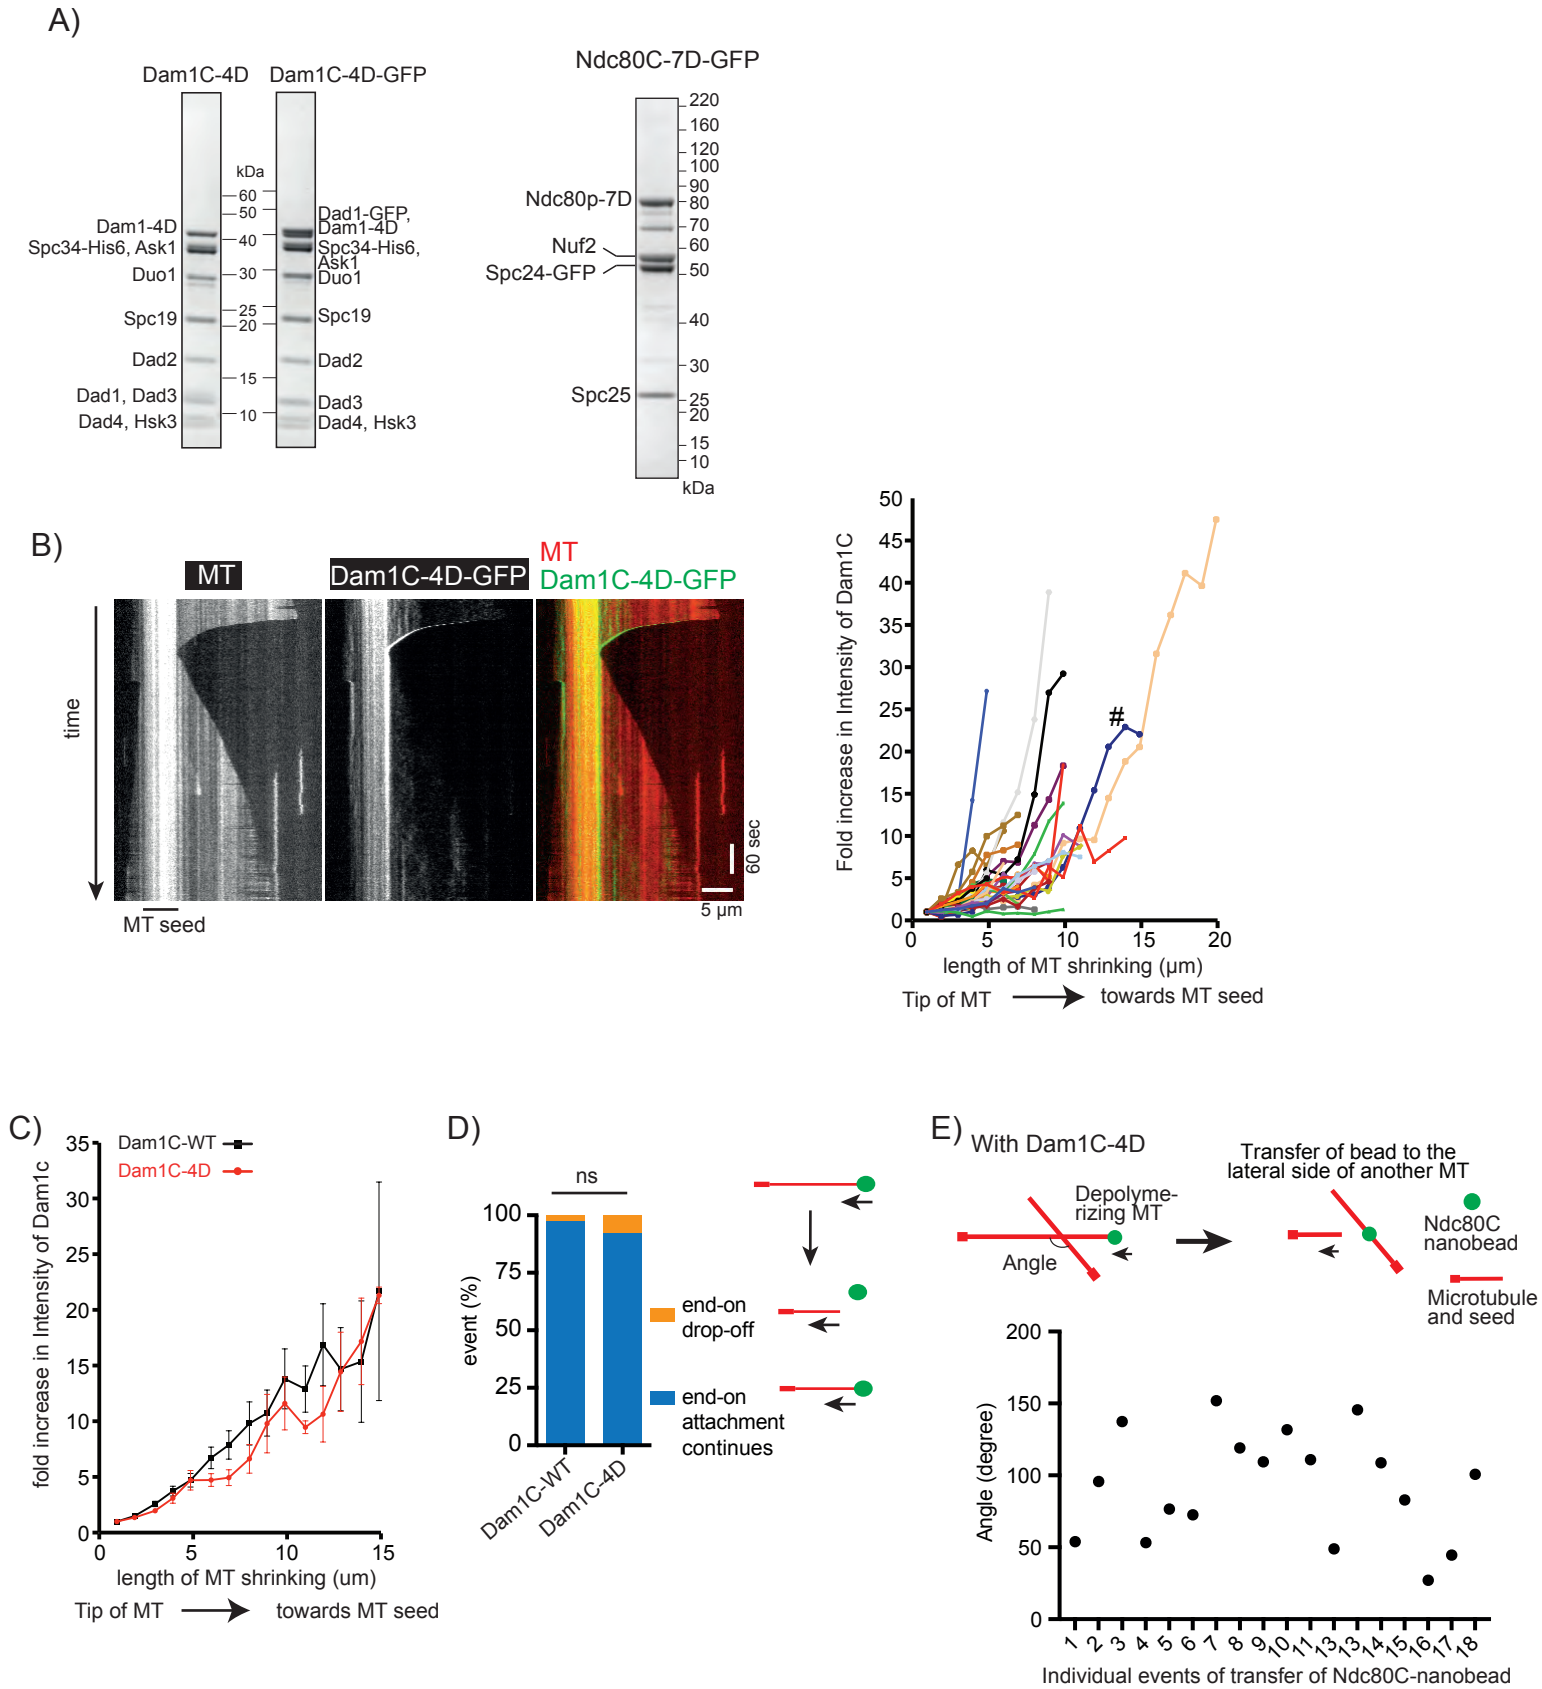 A)
Dam1C-4D
Dam1C-4D-GFP
Ndc80C-7D-GFP
kDa
60
50
40
30
25
20
15
10
Dam1-4D
Spc34-His6, Ask1
Duo1
Spc19
Dad2
Dad1, Dad3
Dad4, Hsk3
Dad1-GFP,
Dam1-4D
Spc34-His6,
Ask1
Duo1
Spc19
Dad2
Dad3
Dad4, Hsk3
Ndc80p-7D
Nuf2
Spc24-GFP
Spc25
220
160
120
100
90
80
70
60
50
40
30
25
20
15
10
kDa
B)
MT
Dam1C-4D-GFP
MT
Dam1C-4D-GFP
time
MT seed
60 sec
5 µm
Fold increase in Intensity of Dam1C
50
45
40
35
30
25
20
15
10
5
0
#
0
5
10
15
20
length of MT shrinking (µm)
Tip of MT
towards MT seed
C)
Dam1C-WT
Dam1C-4D
fold increase in Intensity of Dam1c
35
30
25
20
15
10
5
0
0
5
10
15
length of MT shrinking (um)
Tip of MT
towards MT seed
D)
ns
event (%)
100
75
50
25
0
Dam1C-WT
Dam1C-4D
end-on
drop-off
end-on
attachment
continues
E)
With Dam1C-4D
Depolyme-
rizing MT
Angle
Transfer of bead to the
lateral side of another MT
Ndc80C
nanobead
Microtubule
and seed
Angle (degree)
200
150
100
50
0
1
2
3
4
5
6
7
8
9
10
11
13
13
14
15
16
17
18
Individual events of transfer of Ndc80C-nanobead